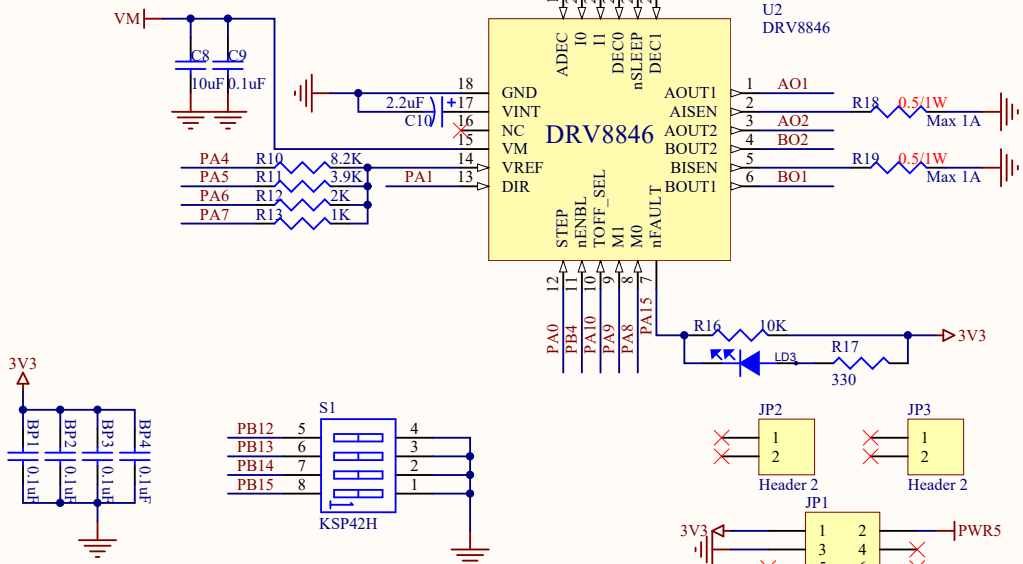 U2
DRV8846
VM
C8
C9
10uF
0.1uF
ADEC
I0
I1
DEC0
nSLEEP
DEC1
18
GND
2.2uF
+
17
VINT
C10
16
NC
15
VM
14
VREF
13
DIR
DRV8846
AOUT1
1
AO1
AISEN
2
R18
0.5/1W
Max 1A
AOUT2
3
AO2
BOUT2
4
BO2
BISEN
5
R19
0.5/1W
Max 1A
BOUT1
6
BO1
PA4
R10
8.2K
PA5
R11
3.9K
PA1
PA6
R12
2K
PA7
R13
1K
STEP
nENBL
TOFF_SEL
M1
M0
nFAULT
12
11
10
9
8
7
PA0
PB4
PA10
PA9
PA8
PA15
R16
10K
3V3
LD3
R17
330
3V3
BP1
BP2
BP3
BP4
0.1uF
0.1uF
0.1uF
0.1uF
S1
PB12
5
4
PB13
6
3
PB14
7
2
PB15
8
1
1
KSP42H
JP2
1
2
Header 2
JP3
1
2
Header 2
JP1
3V3
1
2
PWR5
3
4